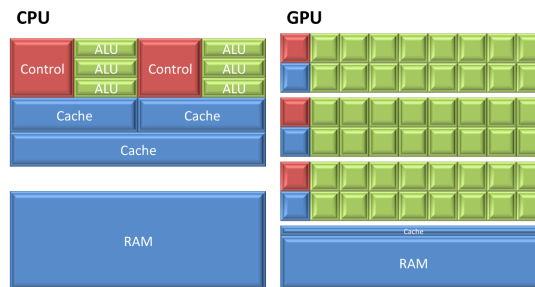 CPU
Control
ALU
ALU
ALU
Control
ALU
ALU
ALU
Cache
Cache
Cache
RAM
GPU
Cache
RAM